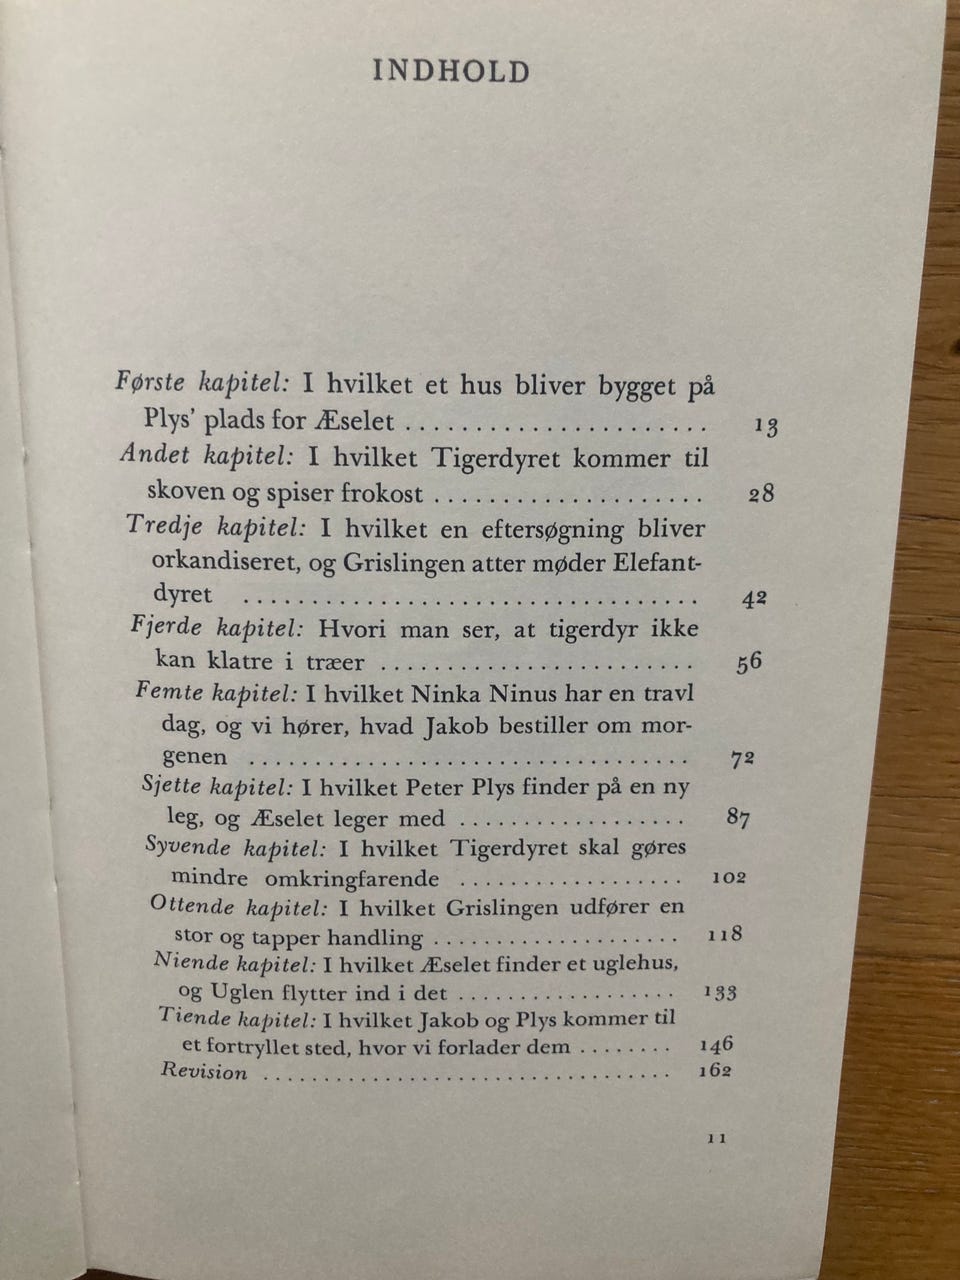 INDHOLD
Første kapitel: I hvilket et hus bliver bygget på
Plys’ plads for Æselet ...................... 13
Andet kapitel: I hvilket Tigerdyret kommer til
skoven og spiser frokost .................... 28
Tredje kapitel: I hvilket en eftersøgning bliver
orkandiseret, og Grislingen atter møder Elefant-
dyret .................................. 42
Fjerde kapitel: Hvori man ser, at tigerdyr ikke
kan klatre i træer ........................ 56
Femte kapitel: I hvilket Ninka Ninus har en travl
dag, og vi hører, hvad Jakob bestiller om mor-
genen .................................. 72
Sjette kapitel: I hvilket Peter Plys finder på en ny
leg, og Æselet leger med ................. 87
Syvende kapitel: I hvilket Tigerdyret skal gøres
mindre omkringfarende ................. 102
Ottende kapitel: I hvilket Grislingen udfører en
stor og tapper handling .................... 118
Niende kapitel: I hvilket Æselet finder et uglehus,
og Uglen flytter ind i det .................. 133
Tiende kapitel: I hvilket Jakob og Plys kommer til
et fortryllet sted, hvor vi forlader dem ........ 146
Revision ................................ 162
11